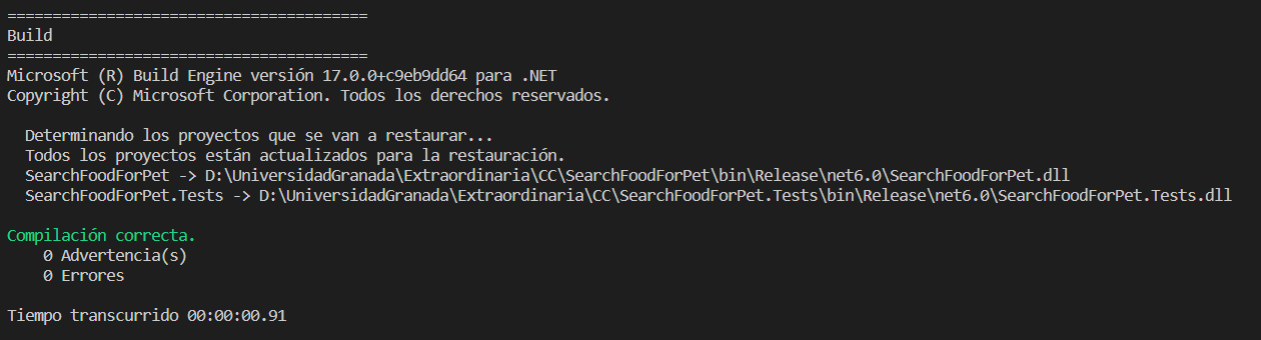 ========================================
Build
========================================
Microsoft (R) Build Engine versión 17.0.0+c9eb9dd64 para .NET
Copyright (C) Microsoft Corporation. Todos los derechos reservados.
Determinando los proyectos que se van a restaurar...
Todos los proyectos están actualizados para la restauración.
SearchFoodForPet -> D:\UniversidadGranada\Extraordinaria\CC\SearchFoodForPet\bin\Release\net6.0\SearchFoodForPet.dll
SearchFoodForPet.Tests -> D:\UniversidadGranada\Extraordinaria\CC\SearchFoodForPet.Tests\bin\Release\net6.0\SearchFoodForPet.Tests.dll
Compilación correcta.
0 Advertencia(s)
0 Errores
Tiempo transcurrido 00:00:00.91